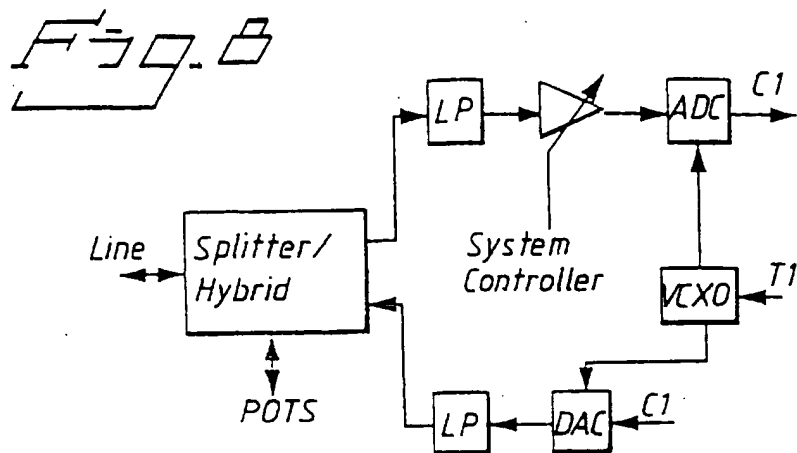 Fig. 8
LP
ADC
C1
Line
Splitter/
Hybrid
System
Controller
VCXO
T1
POTS
LP
DAC
C1